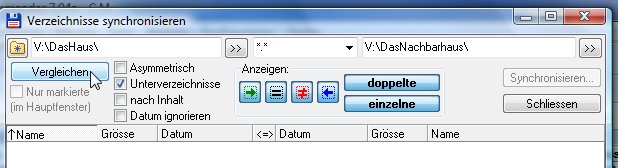 Verzeichnisse synchronisieren
V:\DasHaus\ >> *.* V:\DasNachbarhaus\ >>
Vergleichen Asymmetrisch Anzeigen: doppelte Synchronisieren...
Unterverzeichnisse
Nur markierte nach Inhalt einzelne Schliessen
(im Hauptfenster) Datum ignorieren
↑Name Grösse Datum <=> Datum Grösse Name